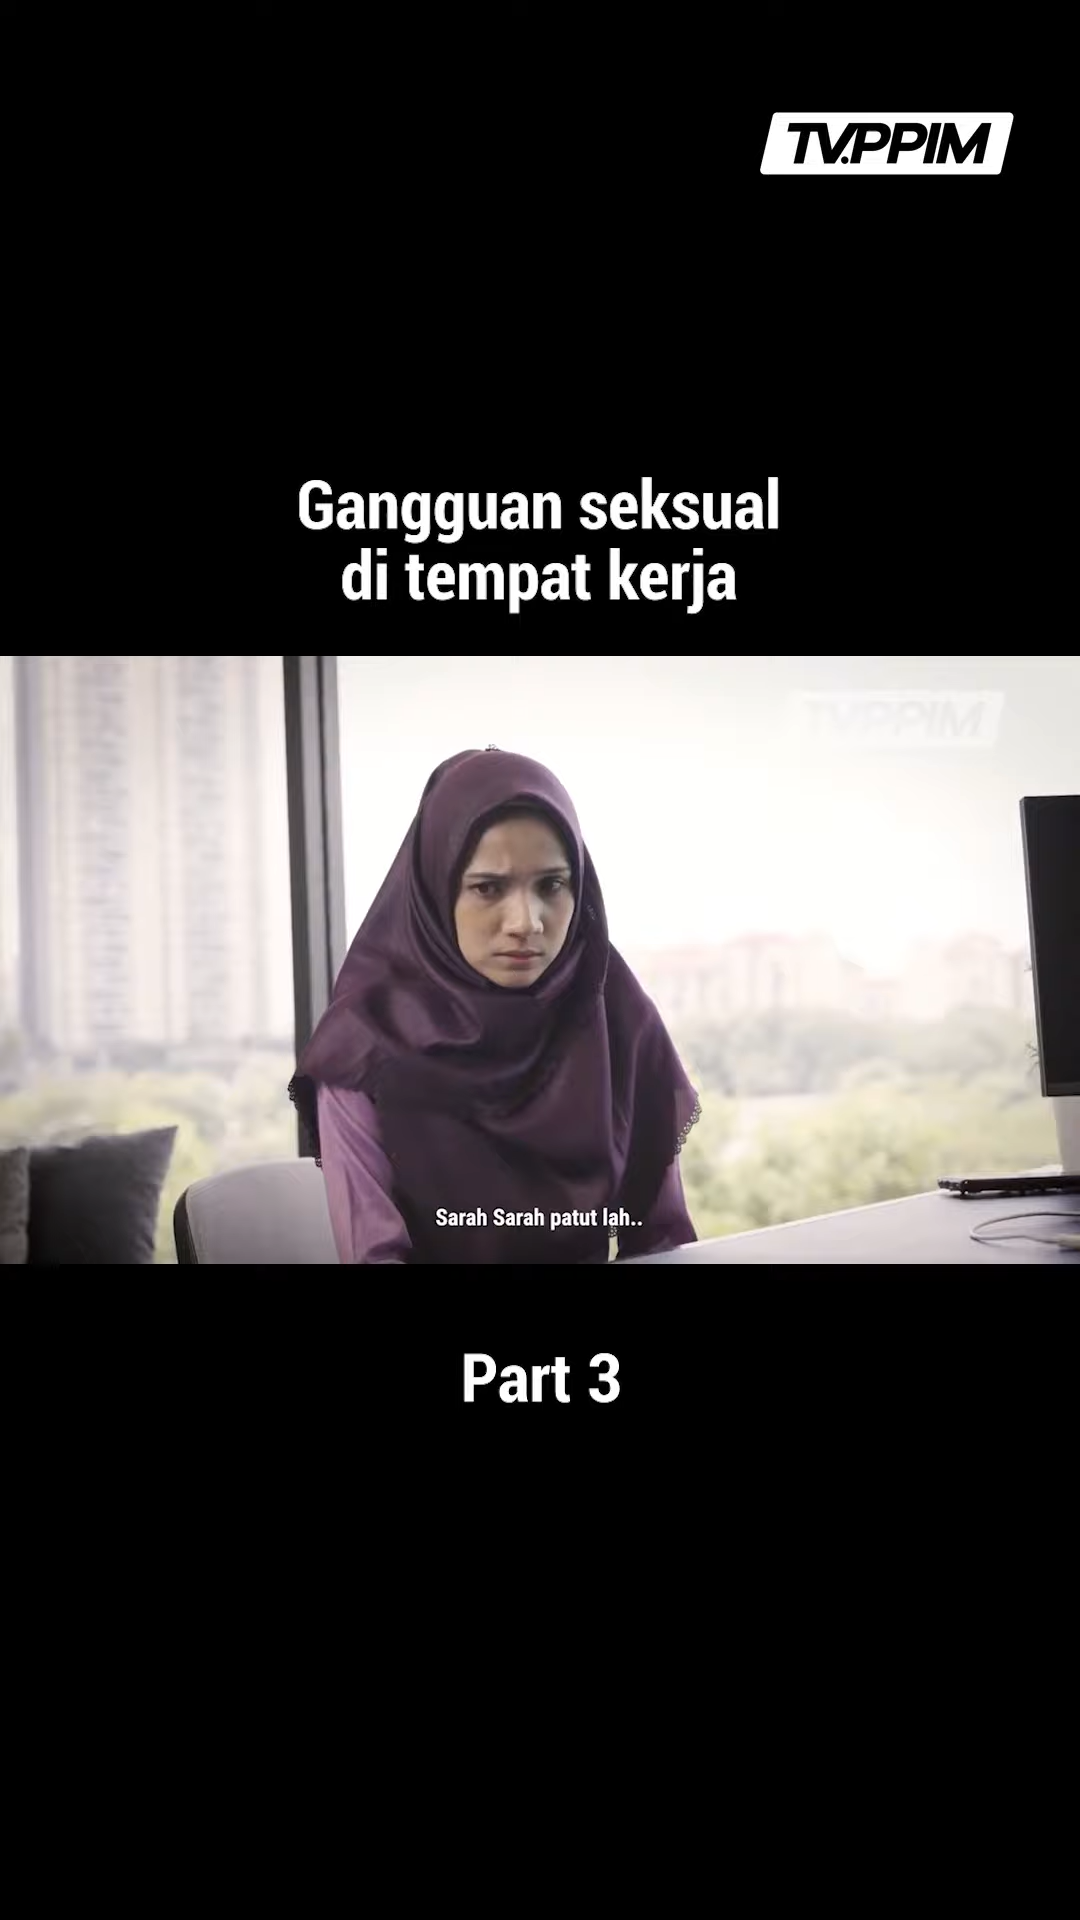 TV.PPIM
Gangguan seksual
di tempat kerja
TV.PPIM
Sarah Sarah patut lah..
Part 3